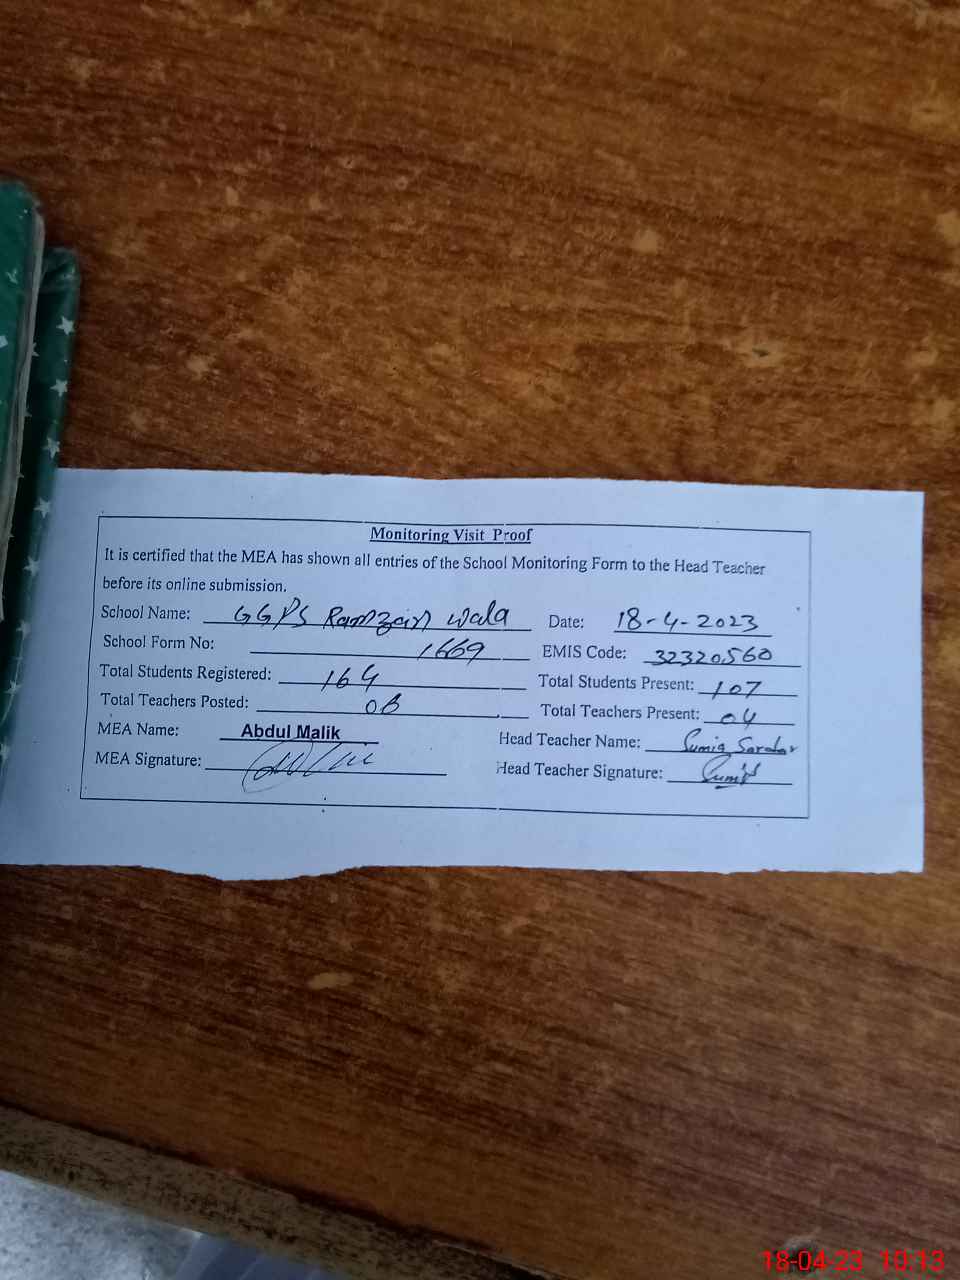 Monitoring Visit Proof
It is certified that the MEA has shown all entries of the School Monitoring Form to the Head Teacher
before its online submission.
School Name: GGPS Ramzan Wala Date: 18-4-2023
School Form No: 1669 EMIS Code: 32320560
Total Students Registered: 164 Total Students Present: 107
Total Teachers Posted: Total Teachers Present: 04
MEA Name: Abdul Malik Head Teacher Name: Sumia
MEA Signature: Head Teacher Signature:
18-04-23 10:13